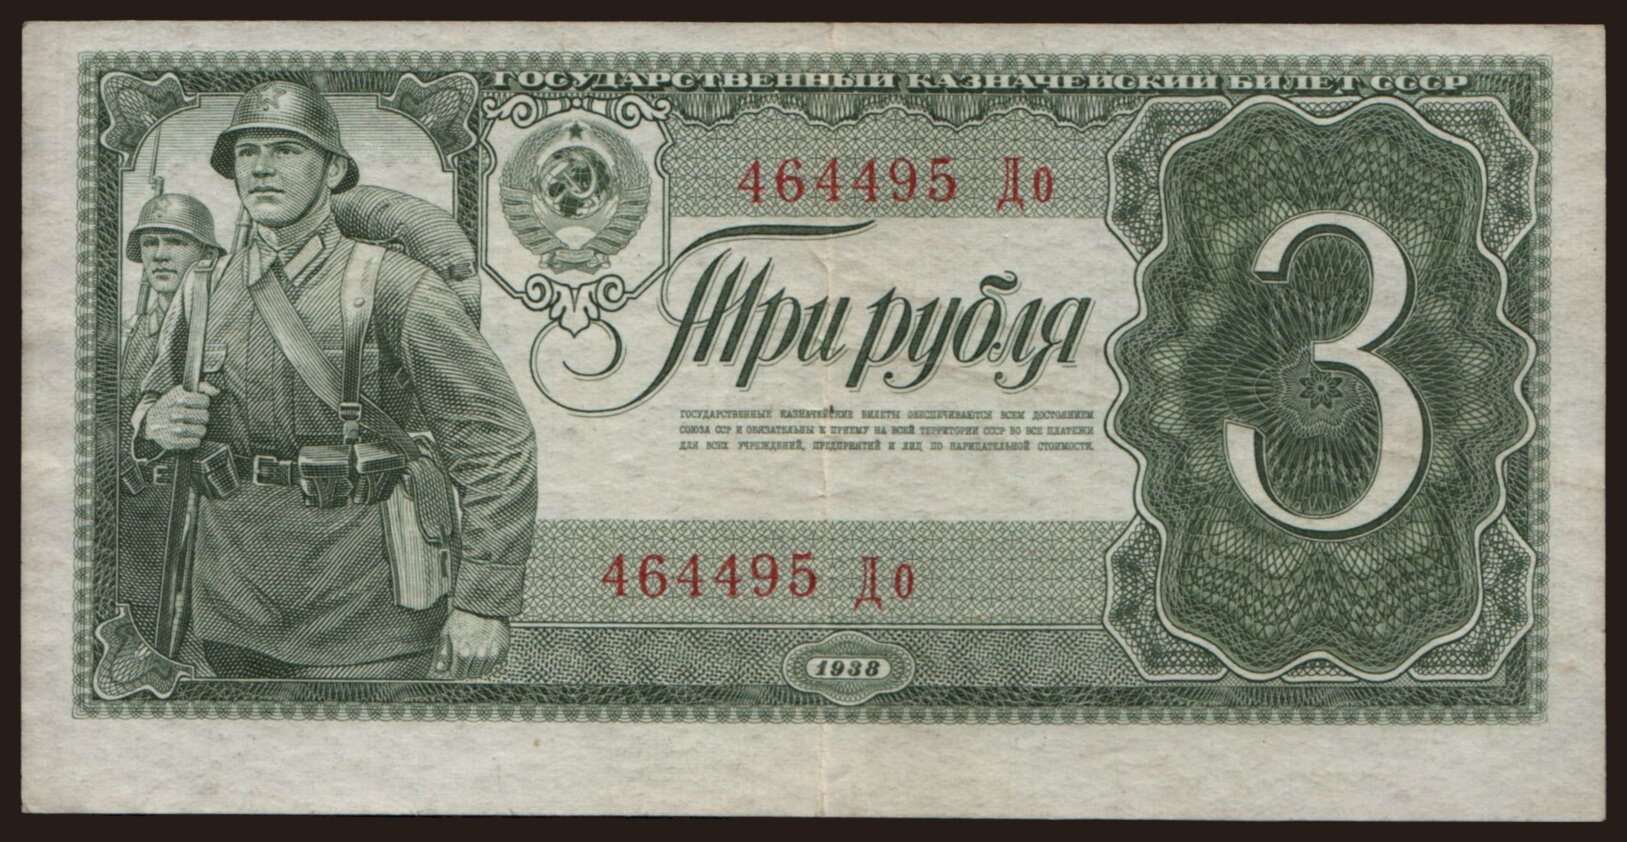 ГОСУДАРСТВЕННЫЙ КАЗНАЧЕЙСКИЙ БИЛЕТ СССР
464495 До
Три рубля
ГОСУДАРСТВЕННЫЕ КАЗНАЧЕЙСКИЕ БИЛЕТЫ ОБЕСПЕЧИВАЮТСЯ ВСЕМ ДОСТОЯНИЕМ
СОЮЗА ССР И ОБЯЗАТЕЛЬНЫ К ПРИЕМУ НА ВСЕЙ ТЕРРИТОРИИ СССР ВО ВСЕ ПЛАТЕЖИ
ДЛЯ ВСЕХ УЧРЕЖДЕНИЙ, ПРЕДПРИЯТИЙ И ЛИЦ ПО НАРИЦАТЕЛЬНОЙ СТОИМОСТИ.
3
464495 До
1938